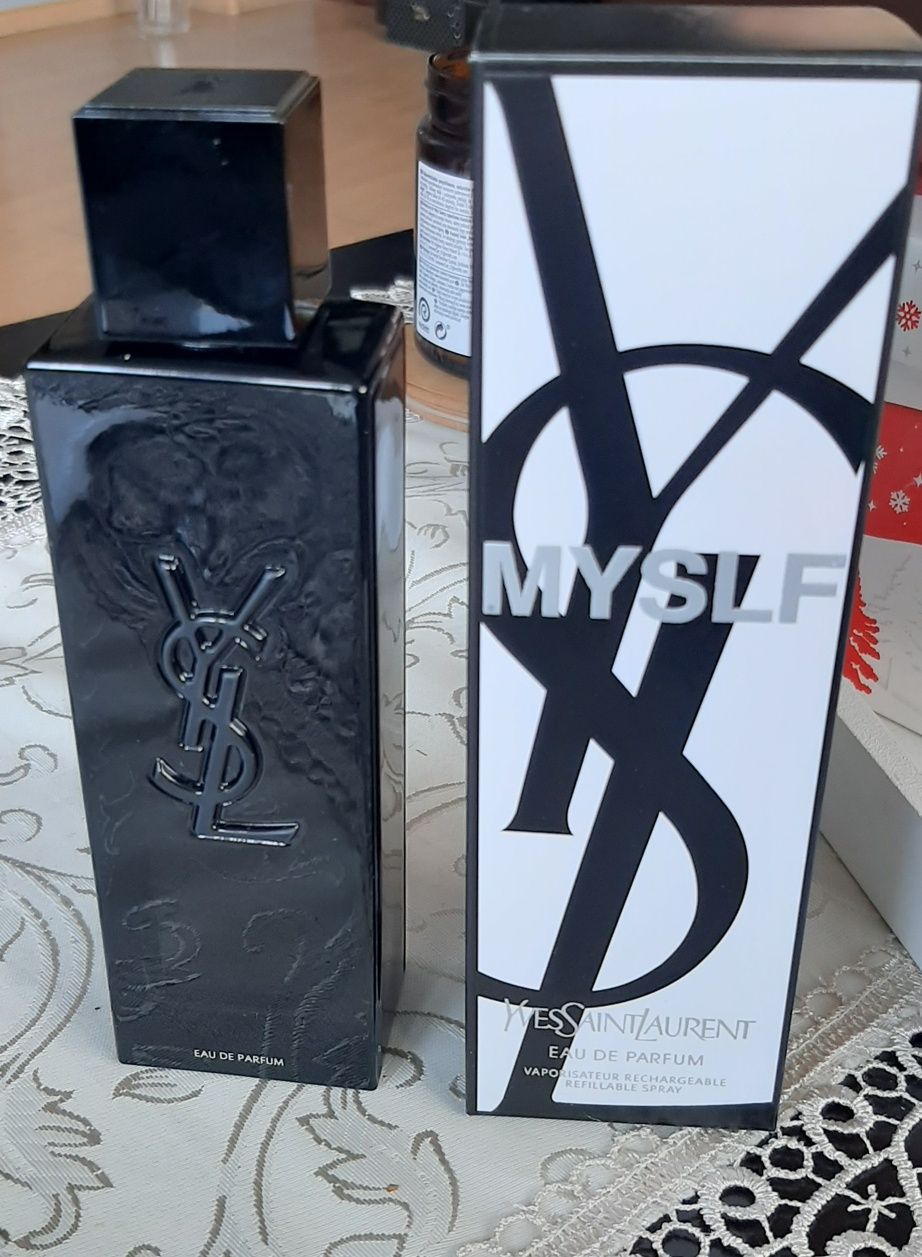 YSL
EAU DE PARFUM
MYSLF
YVESSAINTLAURENT
EAU DE PARFUM
VAPORISATEUR RECHARGEABLE
REFILLABLE SPRAY